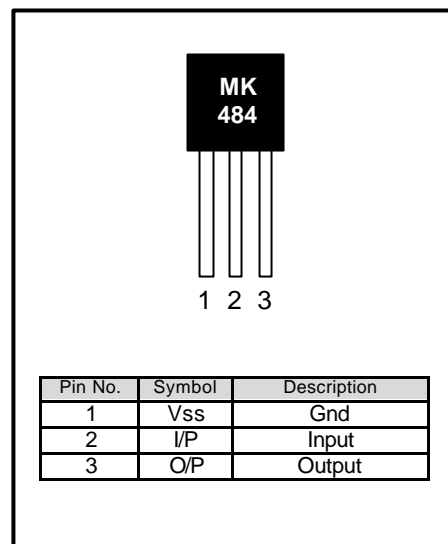 MK
484
1 2 3
Pin No. Symbol Description
1 Vss Gnd
2 I/P Input
3 O/P Output